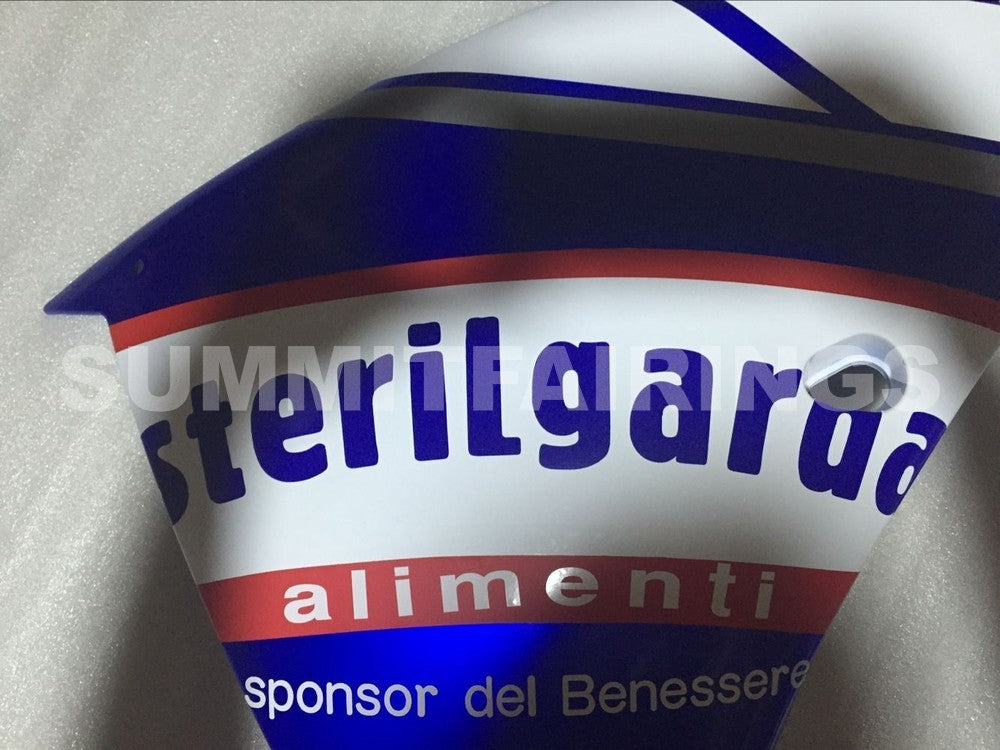 SUMMITFAIRINGS
sterilgarda
alimenti
sponsor del Benessere